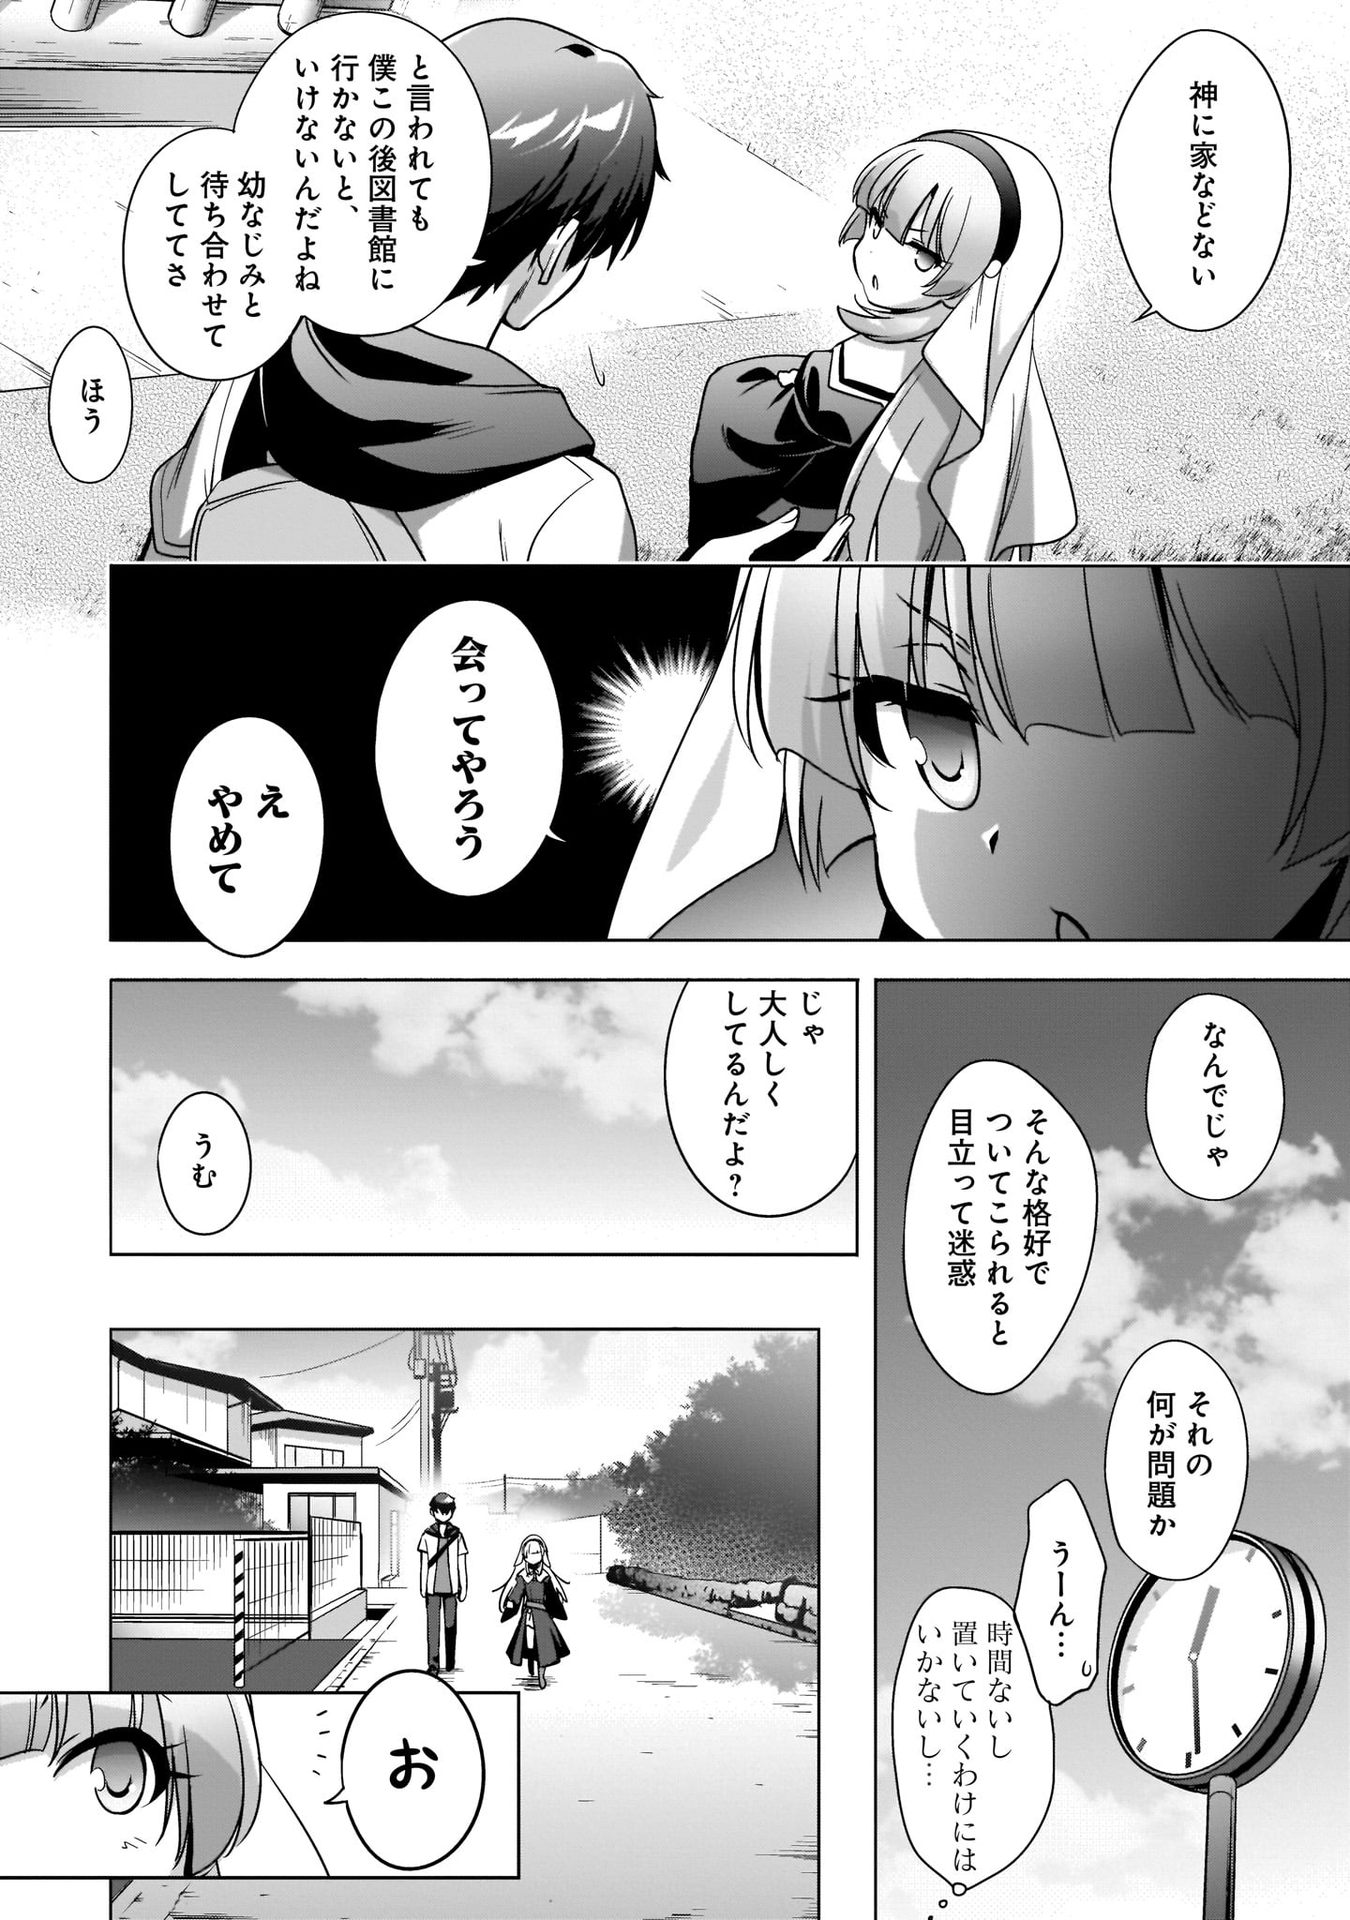 神に家などない
と言われても
僕この後図書館に
行かないと、
いけないんだよね
幼なじみと
待ち合わせて
しててさ
ほう
会ってやろう
え
やめて
なんでじゃ
そんな格好で
ついてこられると
目立って迷惑
それの
何が問題か
うーん…
時間ないし
置いていくわけには
いかないし…
じゃ
大人しく
してるんだよ?
うむ
お